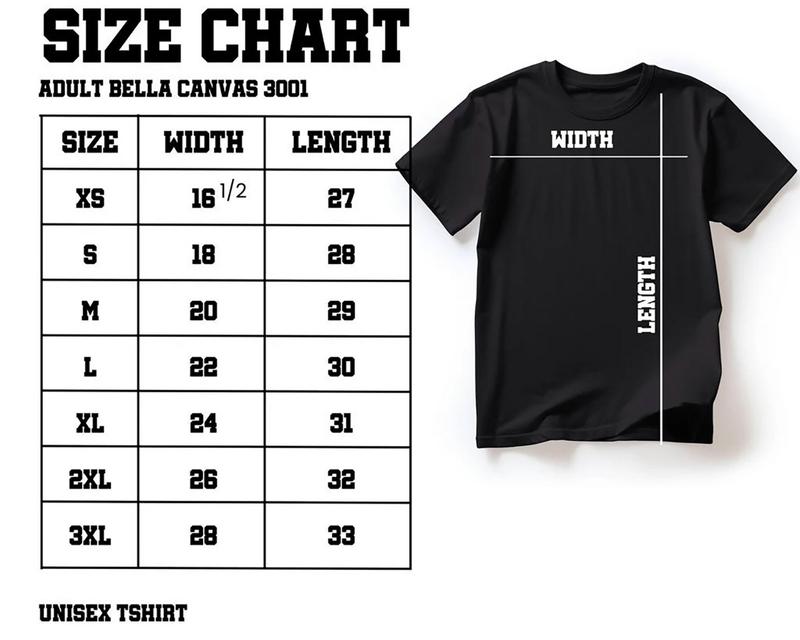 SIZE CHART
ADULT BELLA CANVAS 3001
SIZE WIDTH LENGTH
XS 16 1/2 27
S 18 28
M 20 29
L 22 30
XL 24 31
2XL 26 32
3XL 28 33
UNISEX TSHIRT
WIDTH
LENGTH